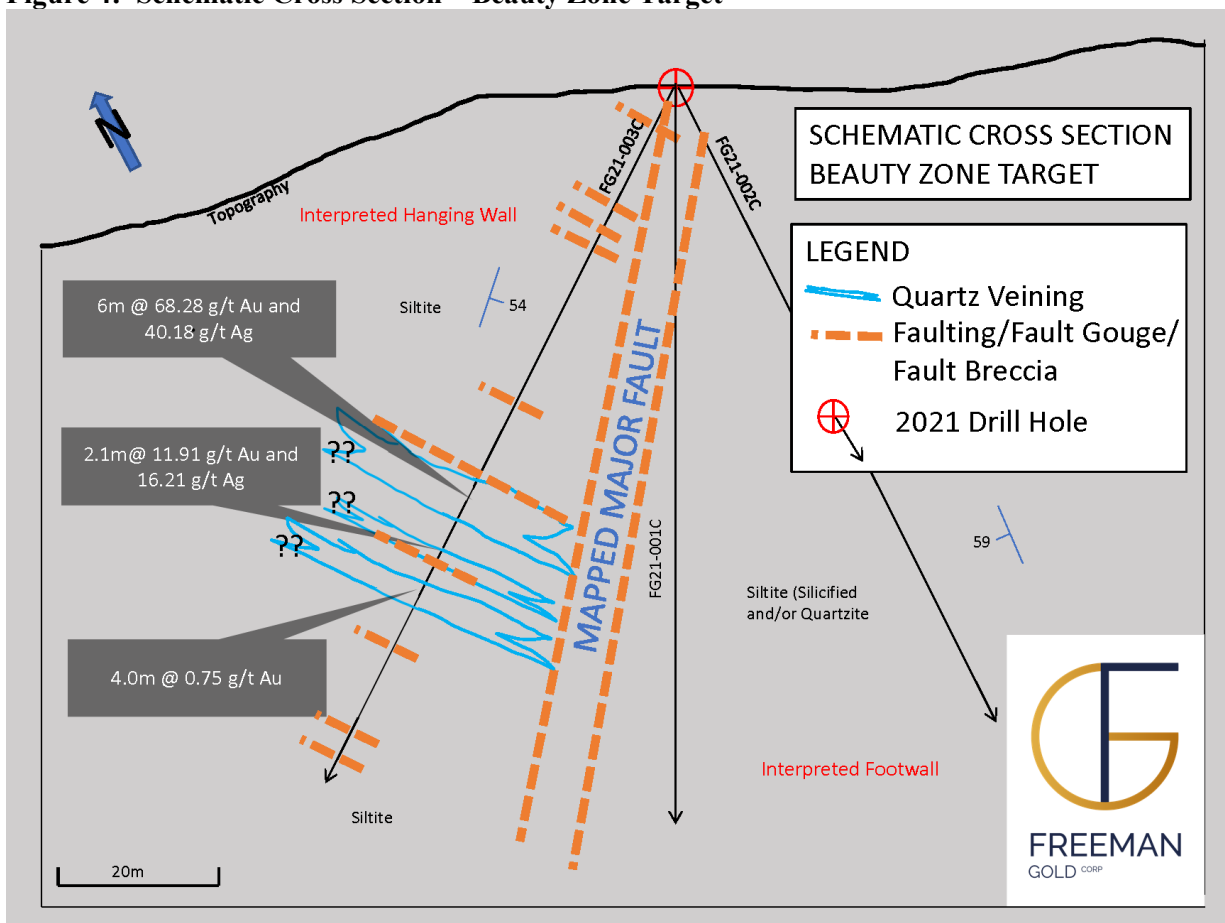 Figure 4: Schematic Cross Section – Beauty Zone Target
N
SCHEMATIC CROSS SECTION
BEAUTY ZONE TARGET
Topography
Interpreted Hanging Wall
FG21-003C
FG21-002C
LEGEND
Quartz Veining
Faulting/Fault Gouge/
Fault Breccia
2021 Drill Hole
6m @ 68.28 g/t Au and
40.18 g/t Ag
Siltite
54
2.1m@ 11.91 g/t Au and
16.21 g/t Ag
??
??
??
MAPPED MAJOR FAULT
FG21-001C
59
Siltite (Silicified
and/or Quartzite
4.0m @ 0.75 g/t Au
Interpreted Footwall
Siltite
20m
FREEMAN
GOLD CORP